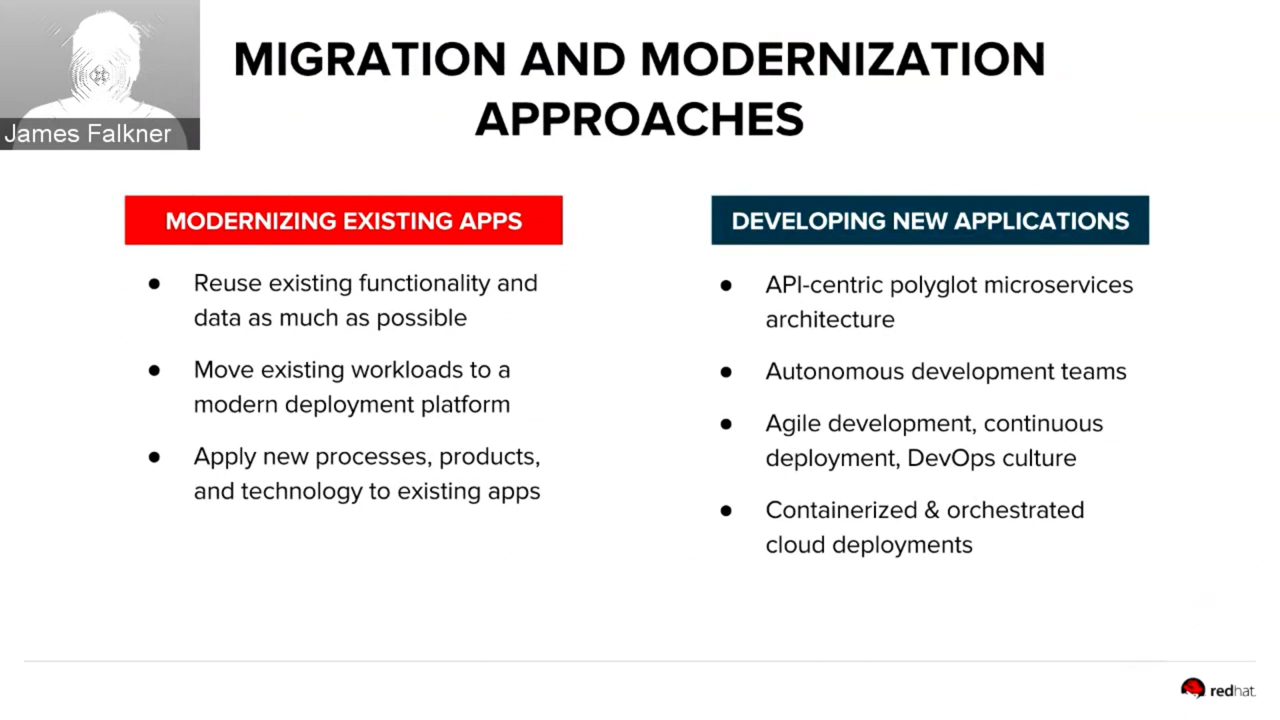 James Falkner
MIGRATION AND MODERNIZATION
APPROACHES
MODERNIZING EXISTING APPS
● Reuse existing functionality and
data as much as possible
● Move existing workloads to a
modern deployment platform
● Apply new processes, products,
and technology to existing apps
DEVELOPING NEW APPLICATIONS
● API-centric polyglot microservices
architecture
● Autonomous development teams
● Agile development, continuous
deployment, DevOps culture
● Containerized & orchestrated
cloud deployments
redhat.